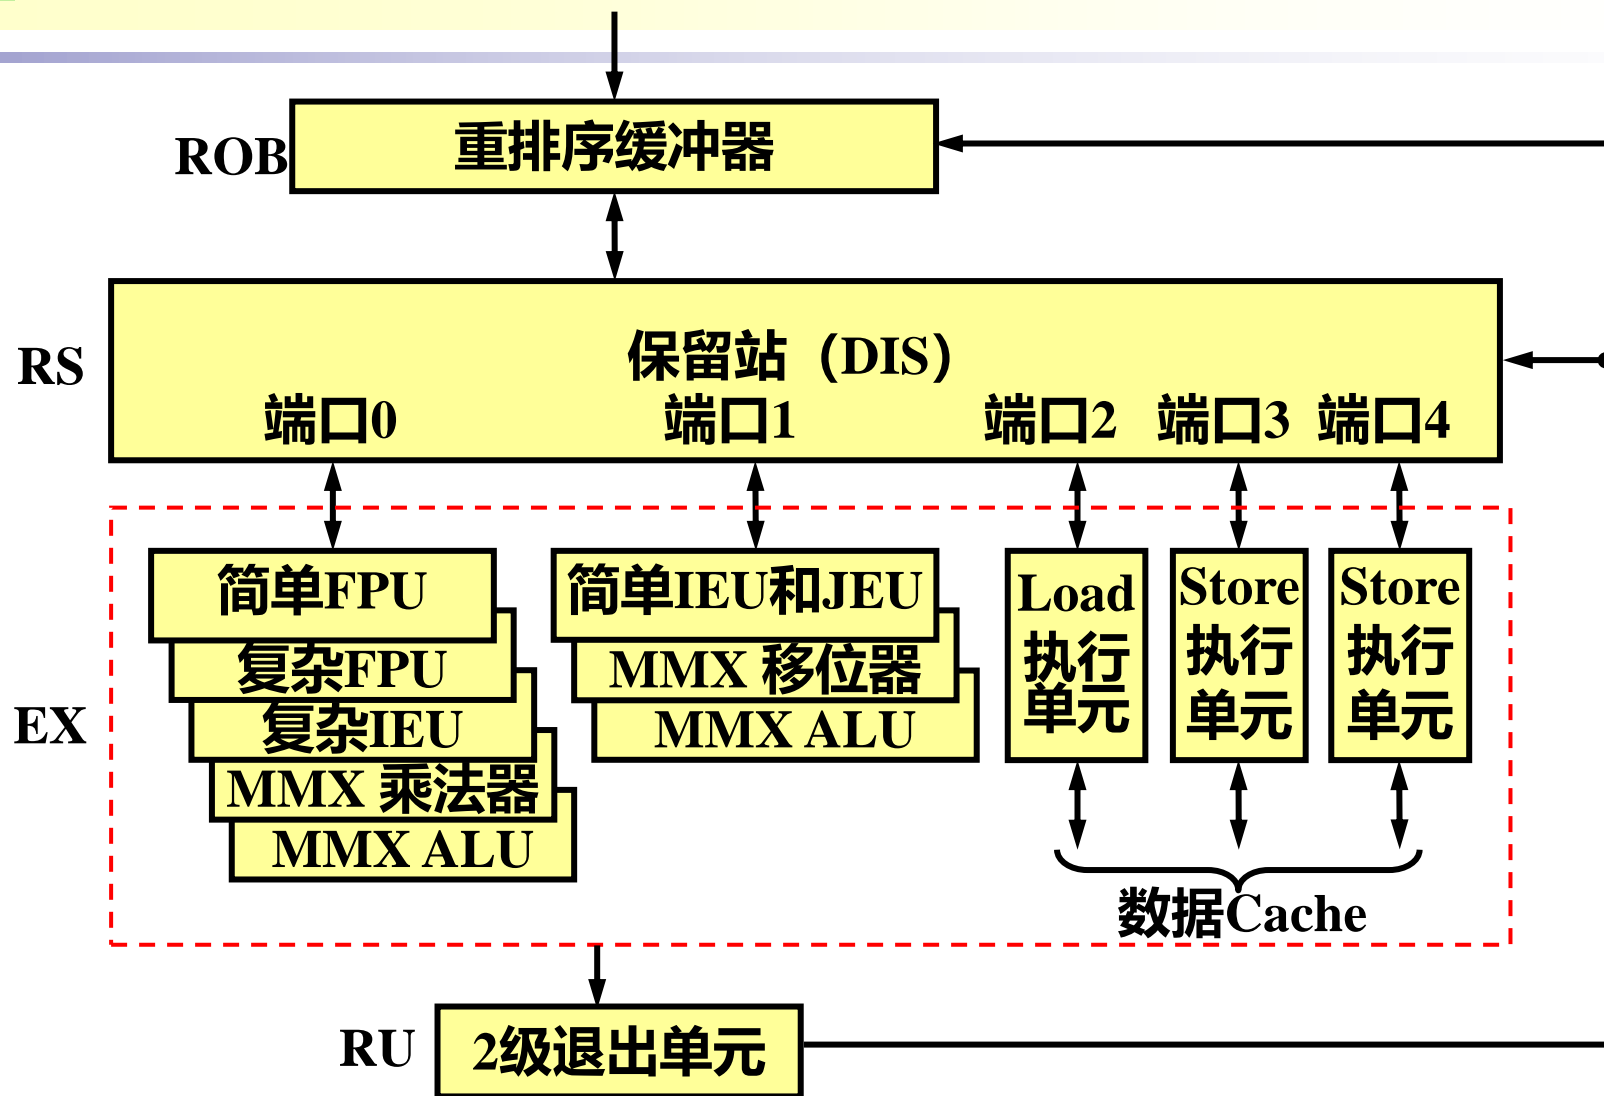 ROB
重排序缓冲器
RS
保留站（DIS）
端口0 端口1 端口2 端口3 端口4
EX
简单FPU
复杂FPU
复杂IEU
MMX 乘法器
MMX ALU
简单IEU和JEU
MMX 移位器
MMX ALU
Load
执行
单元
Store
执行
单元
Store
执行
单元
数据Cache
RU
2级退出单元